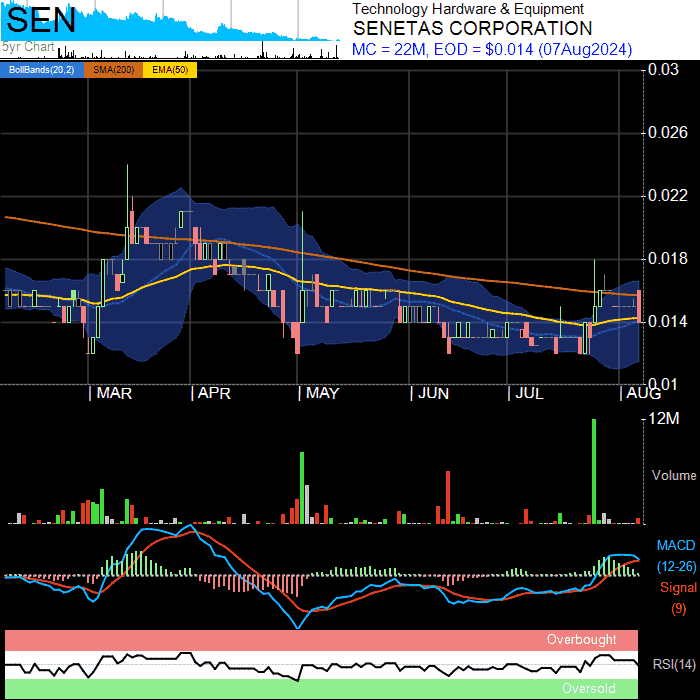 SEN
5yr Chart
Technology Hardware & Equipment
SENETAS CORPORATION
MC = 22M, EOD = $0.014 (07Aug2024)
BollBands(20,2) SMA(200) EMA(50)
0.03
0.026
0.022
0.018
0.014
0.01
MAR APR MAY JUN JUL AUG
12M
Volume
MACD
(12-26)
Signal
(9)
Overbought
RSI(14)
Oversold